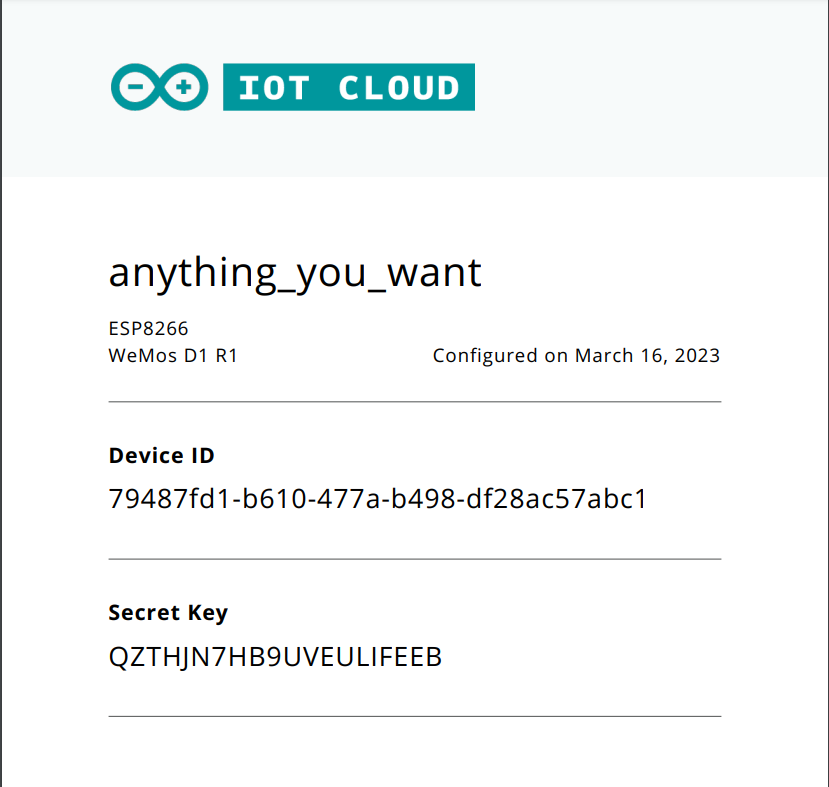 IOT CLOUD
anything_you_want
ESP8266
WeMos D1 R1 Configured on March 16, 2023
Device ID
79487fd1-b610-477a-b498-df28ac57abc1
Secret Key
QZTHJN7HB9UVEULIFEEB